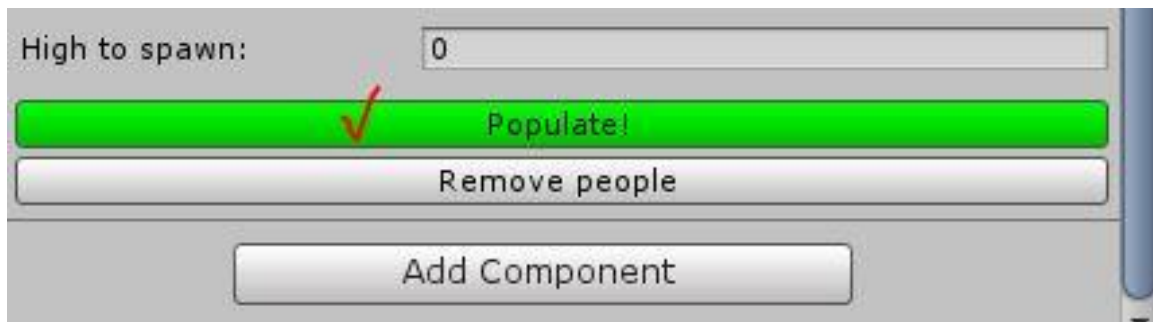 High to spawn: 0
Populate!
Remove people
Add Component